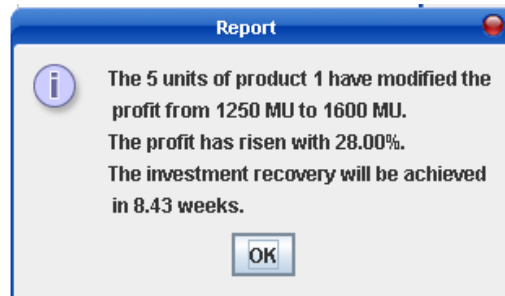 Report
The 5 units of product 1 have modified the
profit from 1250 MU to 1600 MU.
The profit has risen with 28.00%.
The investment recovery will be achieved
in 8.43 weeks.
OK